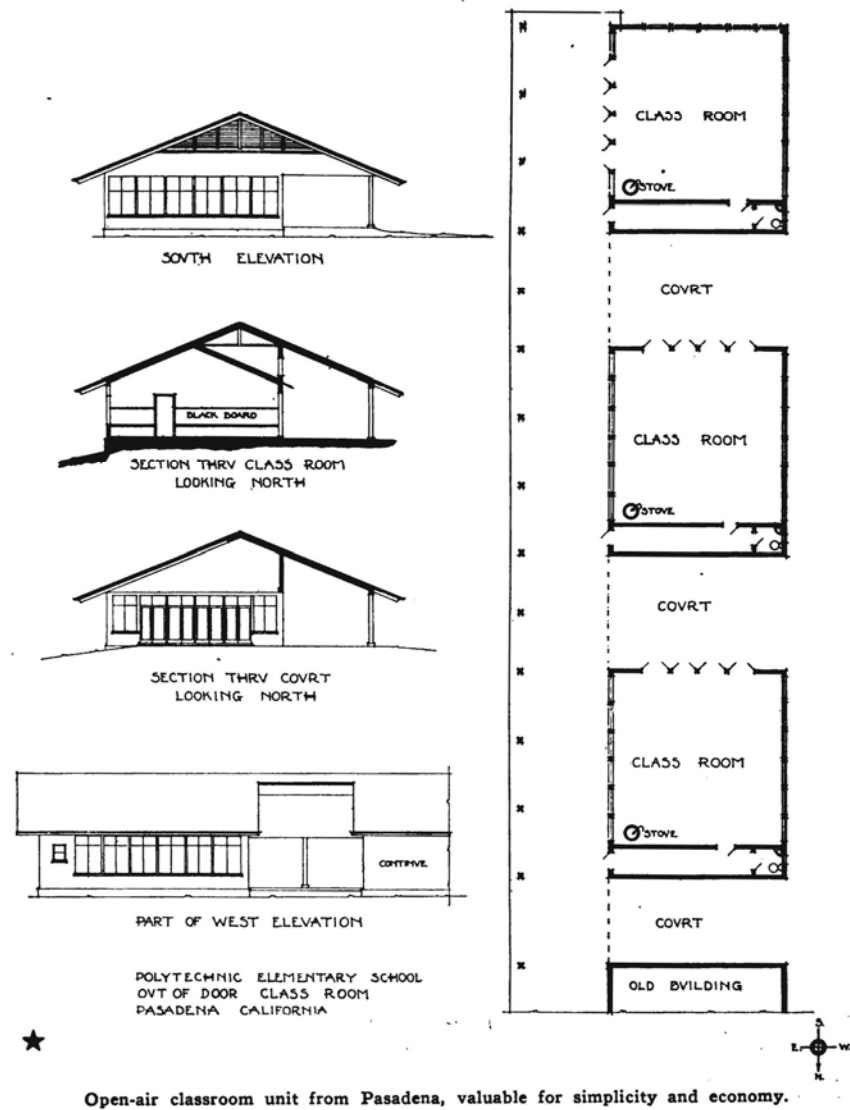 SOVTH ELEVATION
BLACK BOARD
SECTION THRV CLASS ROOM
LOOKING NORTH
SECTION THRV COVRT
LOOKING NORTH
CONTINVE
PART OF WEST ELEVATION
POLYTECHNIC ELEMENTARY SCHOOL
OVT OF DOOR CLASS ROOM
PASADENA CALIFORNIA
CLASS ROOM
STOVE
COVRT
CLASS ROOM
STOVE
COVRT
CLASS ROOM
STOVE
COVRT
OLD BVILDING
S.
E. W.
N.
Open-air classroom unit from Pasadena, valuable for simplicity and economy.